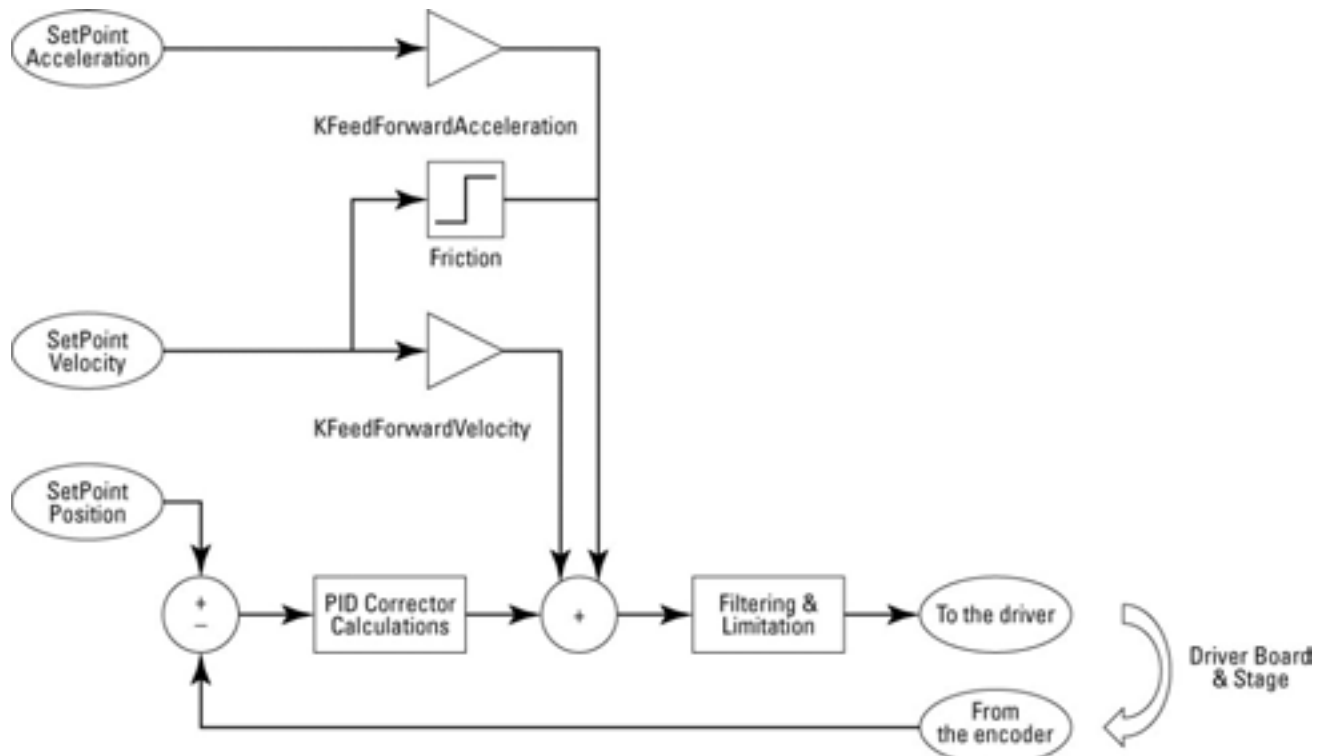 SetPoint
Acceleration
KFeedForwardAcceleration
Friction
SetPoint
Velocity
KFeedForwardVelocity
SetPoint
Position
+
−
PID Corrector
Calculations
+
Filtering &
Limitation
To the driver
Driver Board
& Stage
From
the encoder